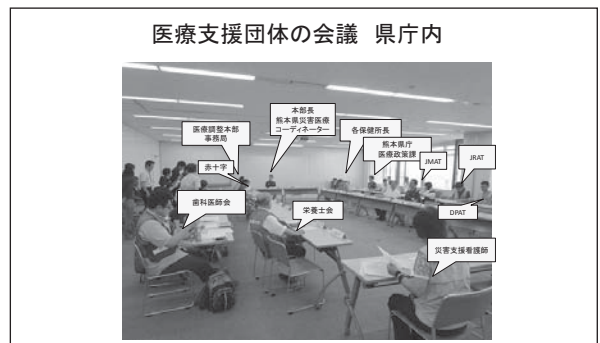 医療支援団体の会議 県庁内
本部長
熊本県災害医療
コーディネーター
医療調整本部
事務局
各保健所長
熊本県庁
医療政策課
赤十字
JMAT
JRAT
歯科医師会
栄養士会
DPAT
災害支援看護師